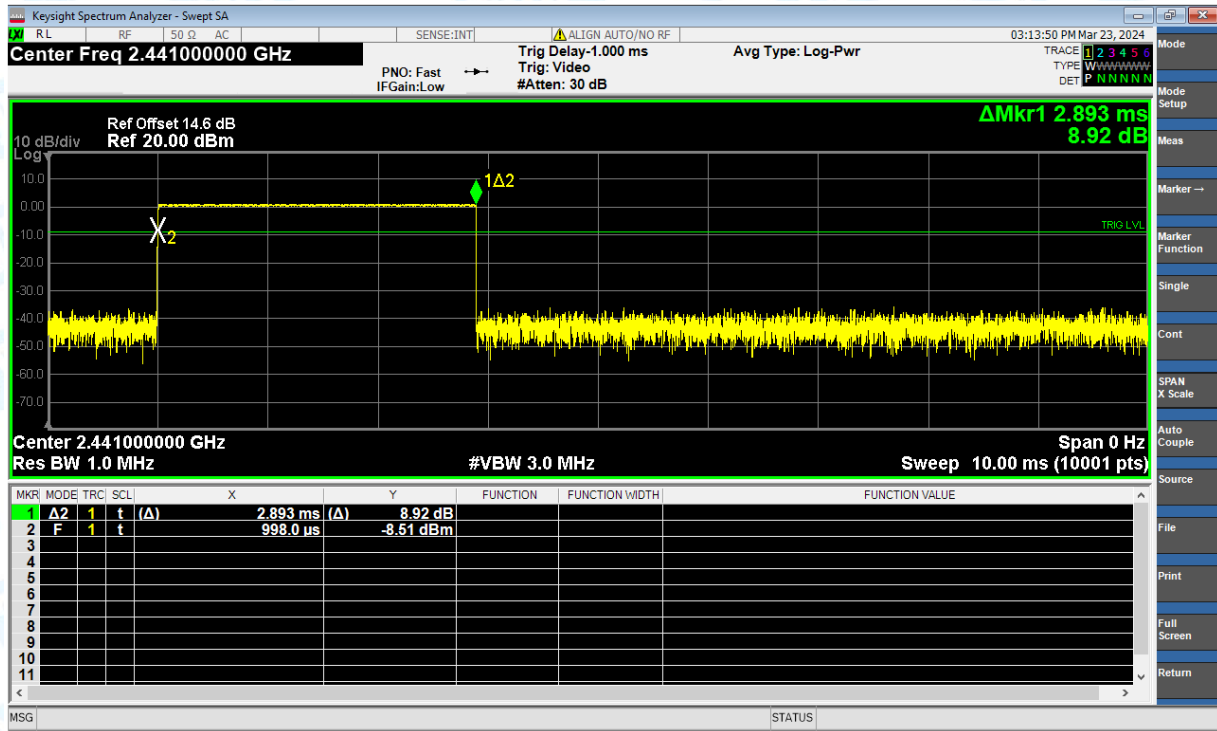 Keysight Spectrum Analyzer - Swept SA
LXI RL RF 50 Ω AC SENSE:INT ALIGN AUTO/NO RF 03:13:50 PM Mar 23, 2024
Center Freq 2.441000000 GHz
PNO: Fast
IFGain:Low
Trig Delay-1.000 ms
Trig: Video
#Atten: 30 dB
Avg Type: Log-Pwr
TRACE 1 2 3 4 5 6
TYPE WWWWWW
DET P N N N N N
ΔMkr1 2.893 ms
8.92 dB
Ref Offset 14.6 dB
10 dB/div Ref 20.00 dBm
Log
10.0
0.00
-10.0
-20.0
-30.0
-40.0
-50.0
-60.0
-70.0
1Δ2
2
TRIG LVL
Center 2.441000000 GHz Span 0 Hz
Res BW 1.0 MHz #VBW 3.0 MHz Sweep 10.00 ms (10001 pts)
MKR MODE TRC SCL X Y FUNCTION FUNCTION WIDTH FUNCTION VALUE
1 Δ2 1 t (Δ) 2.893 ms (Δ) 8.92 dB
2 F 1 t 998.0 µs -8.51 dBm
3
4
5
6
7
8
9
10
11
MSG STATUS
Mode
Mode
Setup
Meas
Marker →
Marker
Function
Single
Cont
SPAN
X Scale
Auto
Couple
Source
File
Print
Full
Screen
Return